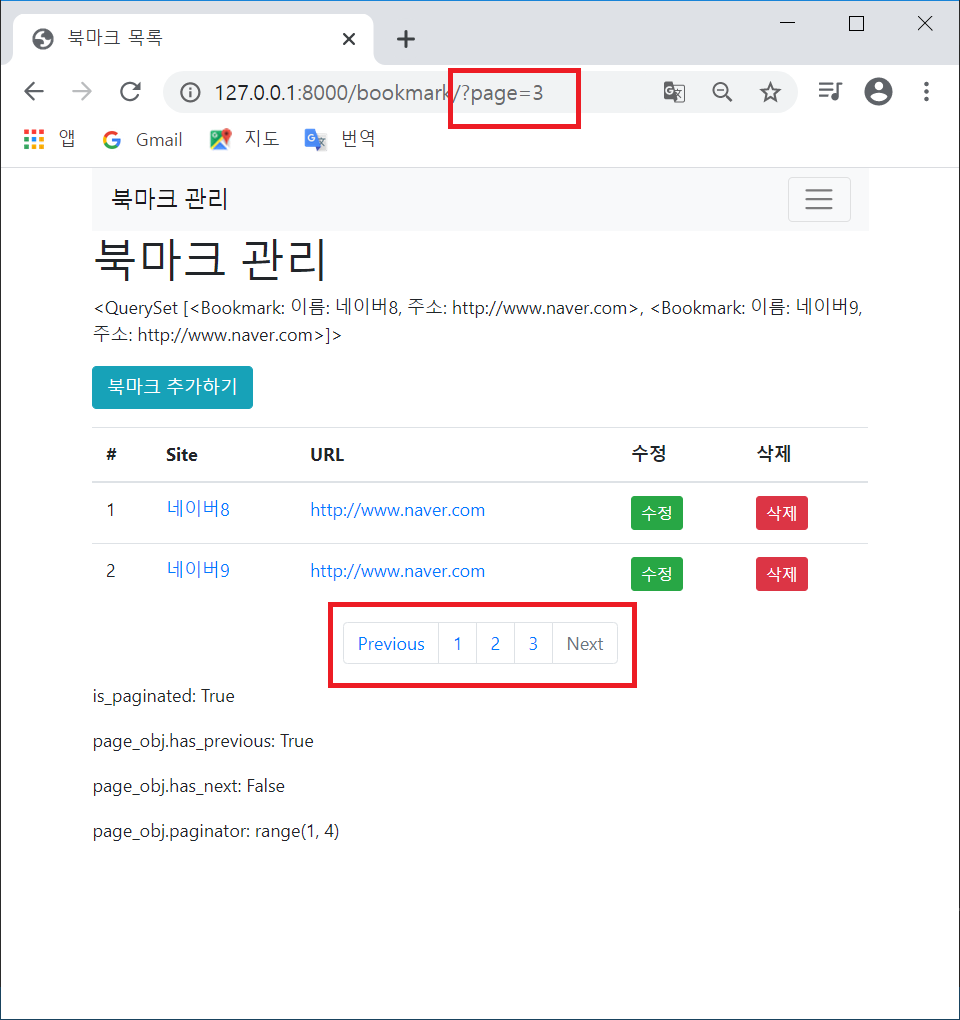 북마크 목록
127.0.0.1:8000/bookmark/?page=3
앱 Gmail 지도 번역
북마크 관리
북마크 관리
<QuerySet [<Bookmark: 이름: 네이버8, 주소: http://www.naver.com>, <Bookmark: 이름: 네이버9,
주소: http://www.naver.com>]>
북마크 추가하기
# Site URL 수정 삭제
1 네이버8 http://www.naver.com 수정 삭제
2 네이버9 http://www.naver.com 수정 삭제
Previous 1 2 3 Next
is_paginated: True
page_obj.has_previous: True
page_obj.has_next: False
page_obj.paginator: range(1, 4)